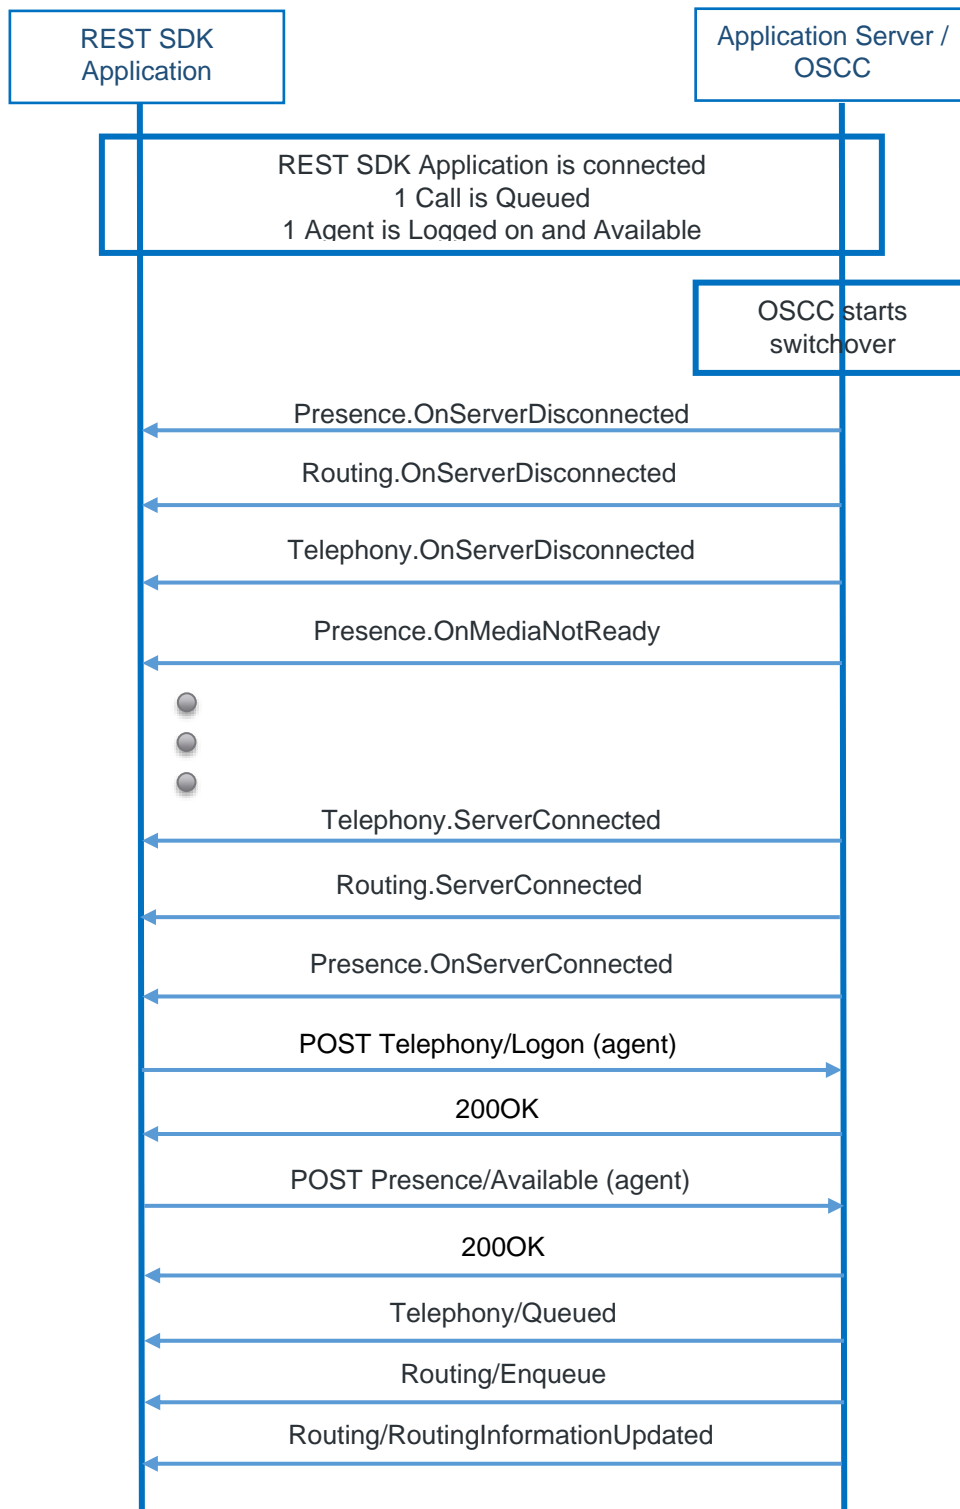 REST SDK
Application
Application Server /
OSCC
REST SDK Application is connected
1 Call is Queued
1 Agent is Logged on and Available
OSCC starts
switchover
Presence.OnServerDisconnected
Routing.OnServerDisconnected
Telephony.OnServerDisconnected
Presence.OnMediaNotReady
Telephony.ServerConnected
Routing.ServerConnected
Presence.OnServerConnected
POST Telephony/Logon (agent)
200OK
POST Presence/Available (agent)
200OK
Telephony/Queued
Routing/Enqueue
Routing/RoutingInformationUpdated